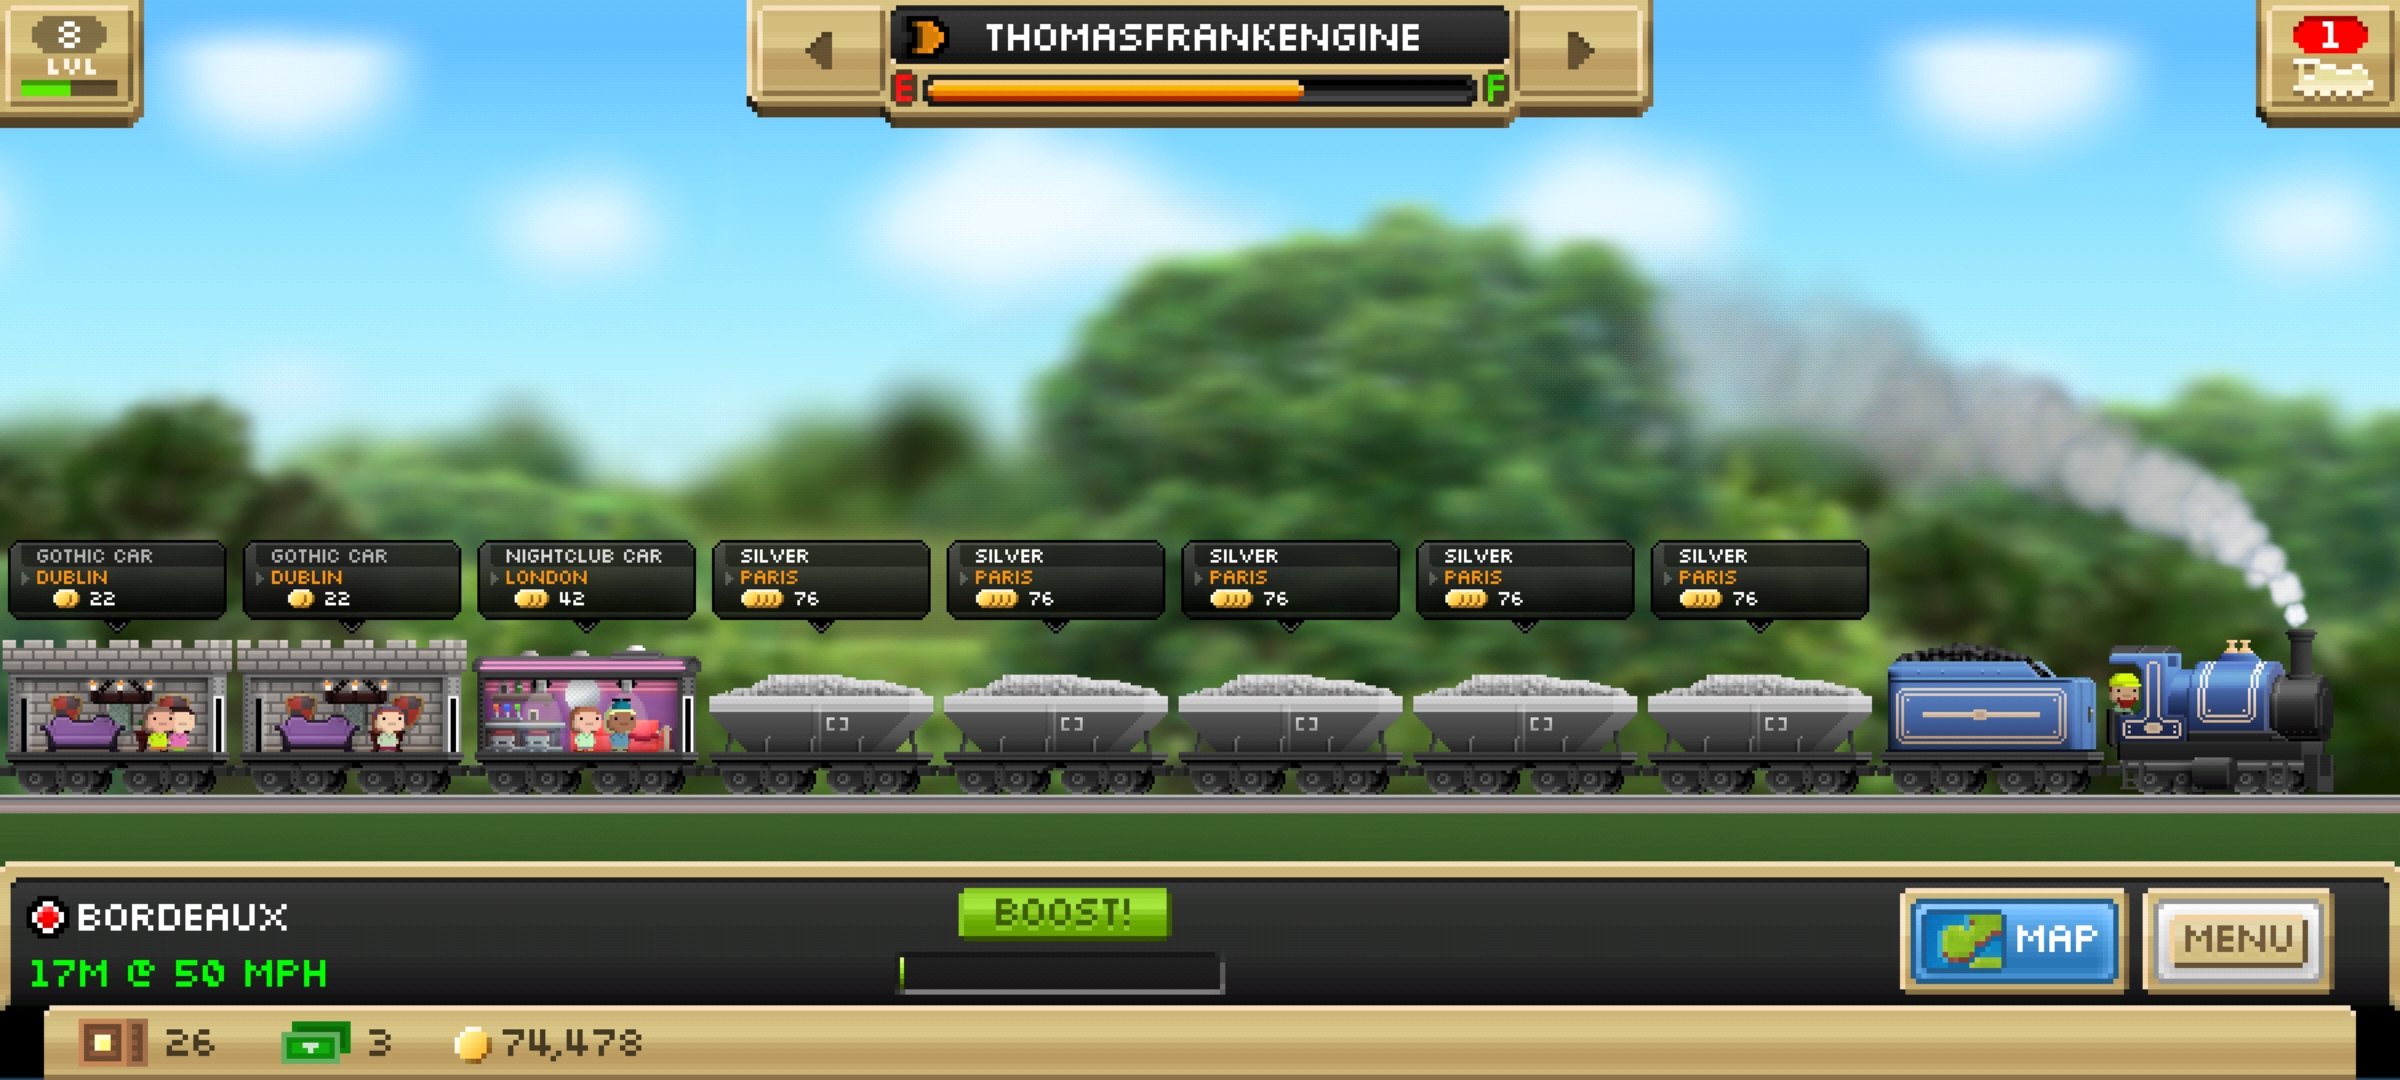 8
LVL
THOMASFRANKENGINE
E F
1
GOTHIC CAR
DUBLIN
22
GOTHIC CAR
DUBLIN
22
NIGHTCLUB CAR
LONDON
42
SILVER
PARIS
76
SILVER
PARIS
76
SILVER
PARIS
76
SILVER
PARIS
76
SILVER
PARIS
76
BORDEAUX
17M @ 50 MPH
BOOST!
MAP
MENU
26
3
74,478